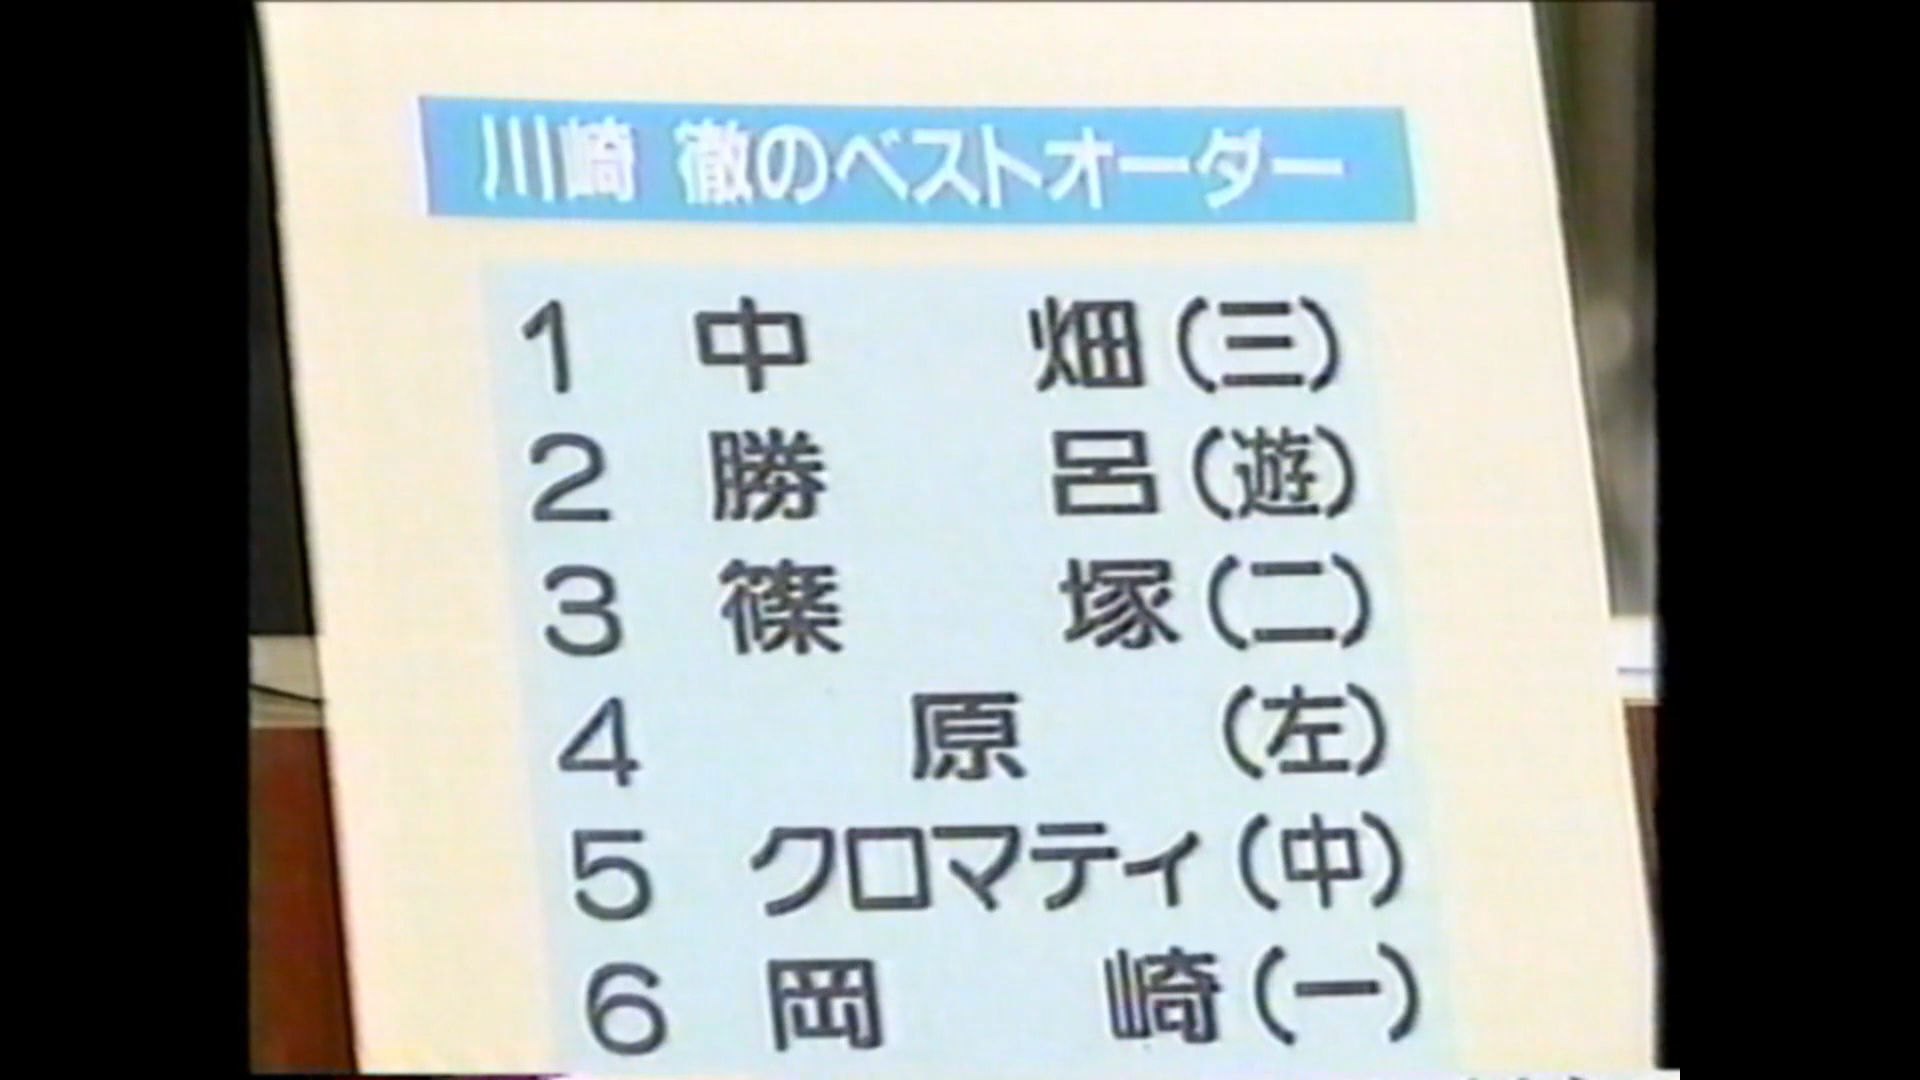 川崎 徹のベストオーダー
1 中 畑(三)
2 勝 呂(遊)
3 篠 塚(二)
4 原 (左)
5 クロマティ(中)
6 岡 崎(一)